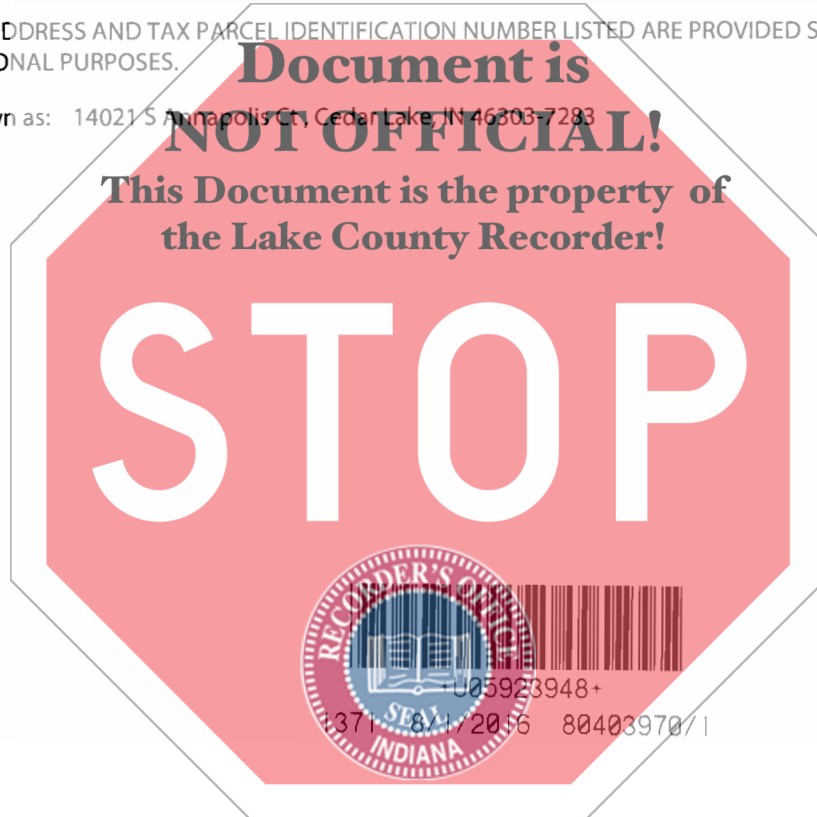 DDRESS AND TAX PARCEL IDENTIFICATION NUMBER LISTED ARE PROVIDED S
ONAL PURPOSES.
Document is
n as: 14021 S Annapolis Ct, Cedar Lake, IN 46303-7283
NOT OFFICIAL!
This Document is the property of
the Lake County Recorder!
STOP
RECORDER'S OFFICE
SEAL
INDIANA
+U05923948+
1371 8/1/2016 80403970/1